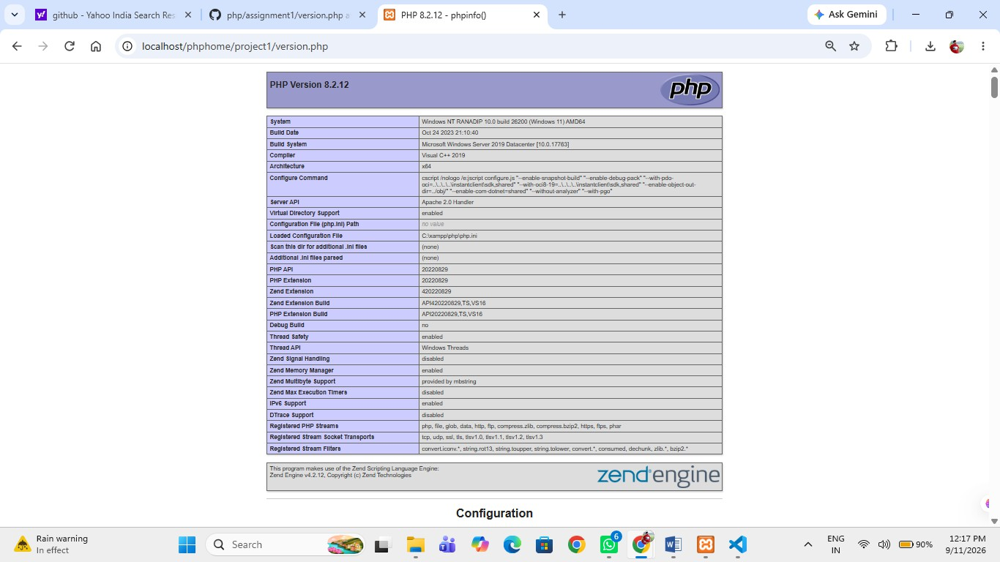 github - Yahoo India Search Res
php/assignment1/version.php a
PHP 8.2.12 - phpinfo()
Ask Gemini
localhost/phphome/project1/version.php
PHP Version 8.2.12
php
System Windows NT RANADIP 10.0 build 26200 (Windows 11) AMD64
Build Date Oct 24 2023 21:10:40
Build System Microsoft Windows Server 2019 Datacenter [10.0.17763]
Compiler Visual C++ 2019
Architecture x64
Configure Command cscript /nologo /e:jscript configure.js "--enable-snapshot-build" "--enable-debug-pack" "--with-pdo-
oci=..\..\..\..\instantclient\sdk,shared" "--with-oci8-19=..\..\..\..\instantclient\sdk,shared" "--enable-object-out-
dir=../obj/" "--enable-com-dotnet=shared" "--without-analyzer" "--with-pgo"
Server API Apache 2.0 Handler
Virtual Directory Support enabled
Configuration File (php.ini) Path no value
Loaded Configuration File C:\xampp\php\php.ini
Scan this dir for additional .ini files (none)
Additional .ini files parsed (none)
PHP API 20220829
PHP Extension 20220829
Zend Extension 420220829
Zend Extension Build API420220829,TS,VS16
PHP Extension Build API20220829,TS,VS16
Debug Build no
Thread Safety enabled
Thread API Windows Threads
Zend Signal Handling disabled
Zend Memory Manager enabled
Zend Multibyte Support provided by mbstring
Zend Max Execution Timers disabled
IPv6 Support enabled
DTrace Support disabled
Registered PHP Streams php, file, glob, data, http, ftp, compress.zlib, compress.bzip2, https, ftps, phar
Registered Stream Socket Transports tcp, udp, ssl, tls, tlsv1.0, tlsv1.1, tlsv1.2, tlsv1.3
Registered Stream Filters convert.iconv.*, string.rot13, string.toupper, string.tolower, convert.*, consumed, dechunk, zlib.*, bzip2.*
This program makes use of the Zend Scripting Language Engine:
Zend Engine v4.2.12, Copyright (c) Zend Technologies
zend engine
Configuration
Rain warning
In effect
Search
6
ENG
IN
90%
12:17 PM
9/11/2026